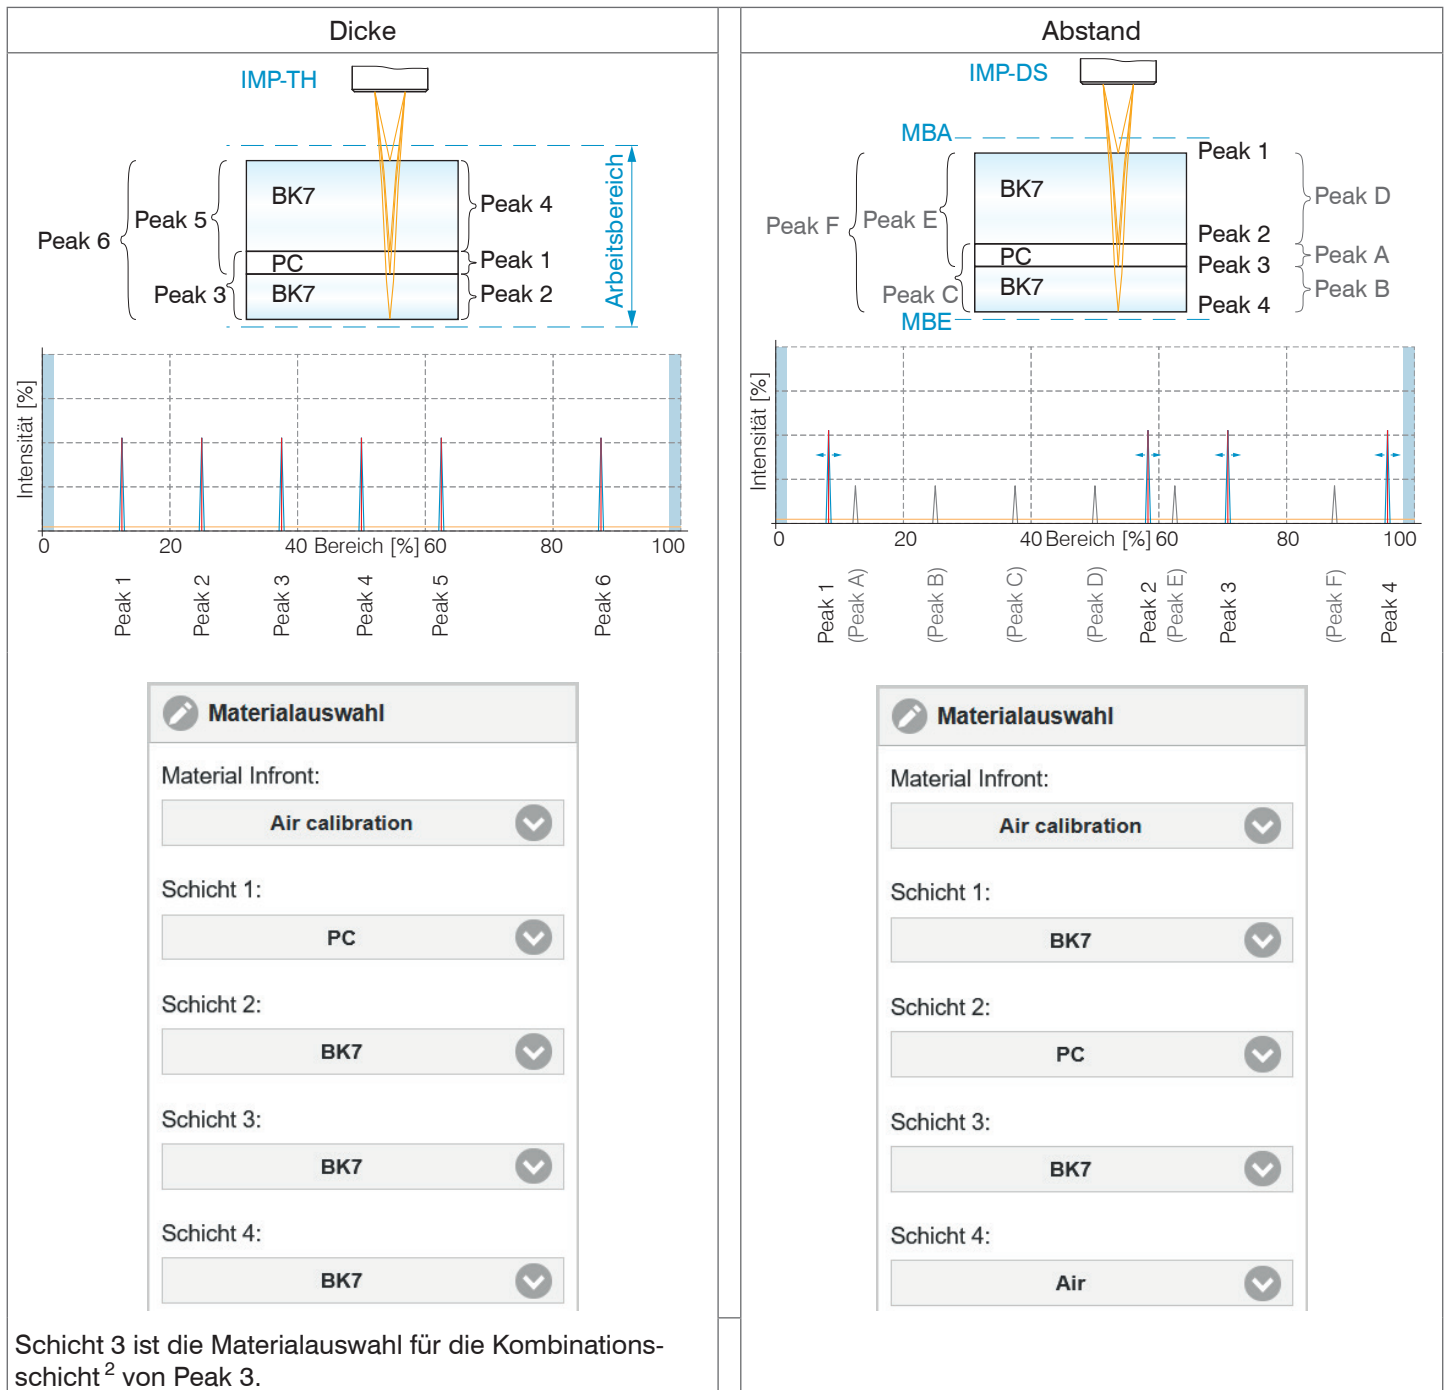 Dicke
IMP-TH
BK7
PC
BK7
Peak 6
Peak 5
Peak 3
Peak 4
Peak 1
Peak 2
Arbeitsbereich
Intensität [%]
0 20 40 Bereich [%] 60 80 100
Peak 1
Peak 2
Peak 3
Peak 4
Peak 5
Peak 6
Materialauswahl
Material Infront:
Air calibration
Schicht 1:
PC
Schicht 2:
BK7
Schicht 3:
BK7
Schicht 4:
BK7
Schicht 3 ist die Materialauswahl für die Kombinations-
schicht 2 von Peak 3.
Abstand
IMP-DS
MBA
BK7
PC
BK7
MBE
Peak F
Peak E
Peak C
Peak 1
Peak 2
Peak 3
Peak 4
Peak D
Peak A
Peak B
Intensität [%]
0 20 40 Bereich [%] 60 80 100
Peak 1
(Peak A)
(Peak B)
(Peak C)
(Peak D)
Peak 2
(Peak E)
Peak 3
(Peak F)
Peak 4
Materialauswahl
Material Infront:
Air calibration
Schicht 1:
BK7
Schicht 2:
PC
Schicht 3:
BK7
Schicht 4:
Air